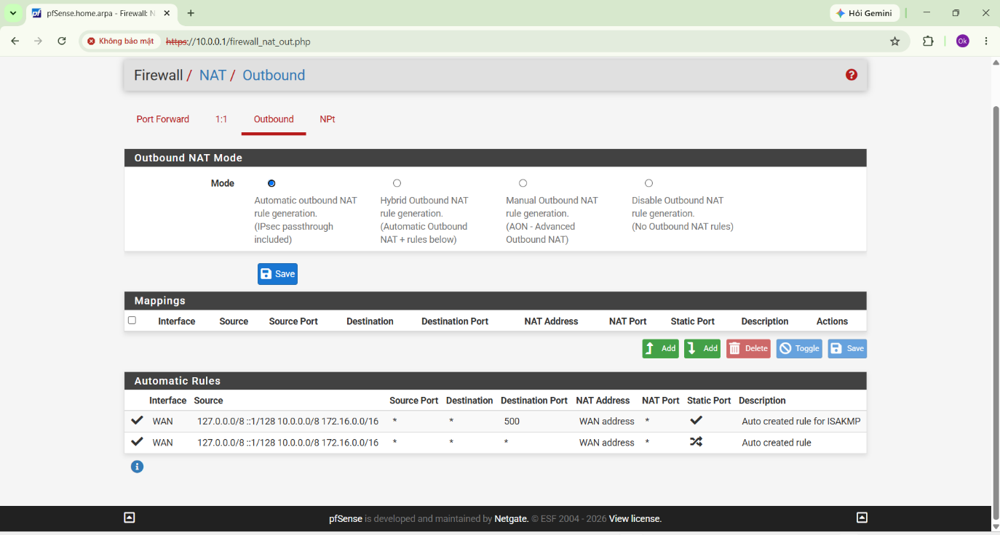 pfSense.home.arpa - Firewall: N
Hỏi Gemini
Không bảo mật https://10.0.0.1/firewall_nat_out.php
Ok
Firewall / NAT / Outbound
Port Forward 1:1 Outbound NPt
Outbound NAT Mode
Mode
Automatic outbound NAT
rule generation.
(IPsec passthrough
included)
Hybrid Outbound NAT
rule generation.
(Automatic Outbound
NAT + rules below)
Manual Outbound NAT
rule generation.
(AON - Advanced
Outbound NAT)
Disable Outbound NAT
rule generation.
(No Outbound NAT rules)
Save
Mappings
Interface Source Source Port Destination Destination Port NAT Address NAT Port Static Port Description Actions
Add Add Delete Toggle Save
Automatic Rules
Interface Source Source Port Destination Destination Port NAT Address NAT Port Static Port Description
WAN 127.0.0.0/8 ::1/128 10.0.0.0/8 172.16.0.0/16 * * 500 WAN address * Auto created rule for ISAKMP
WAN 127.0.0.0/8 ::1/128 10.0.0.0/8 172.16.0.0/16 * * * WAN address * Auto created rule
pfSense is developed and maintained by Netgate. © ESF 2004 - 2026 View license.